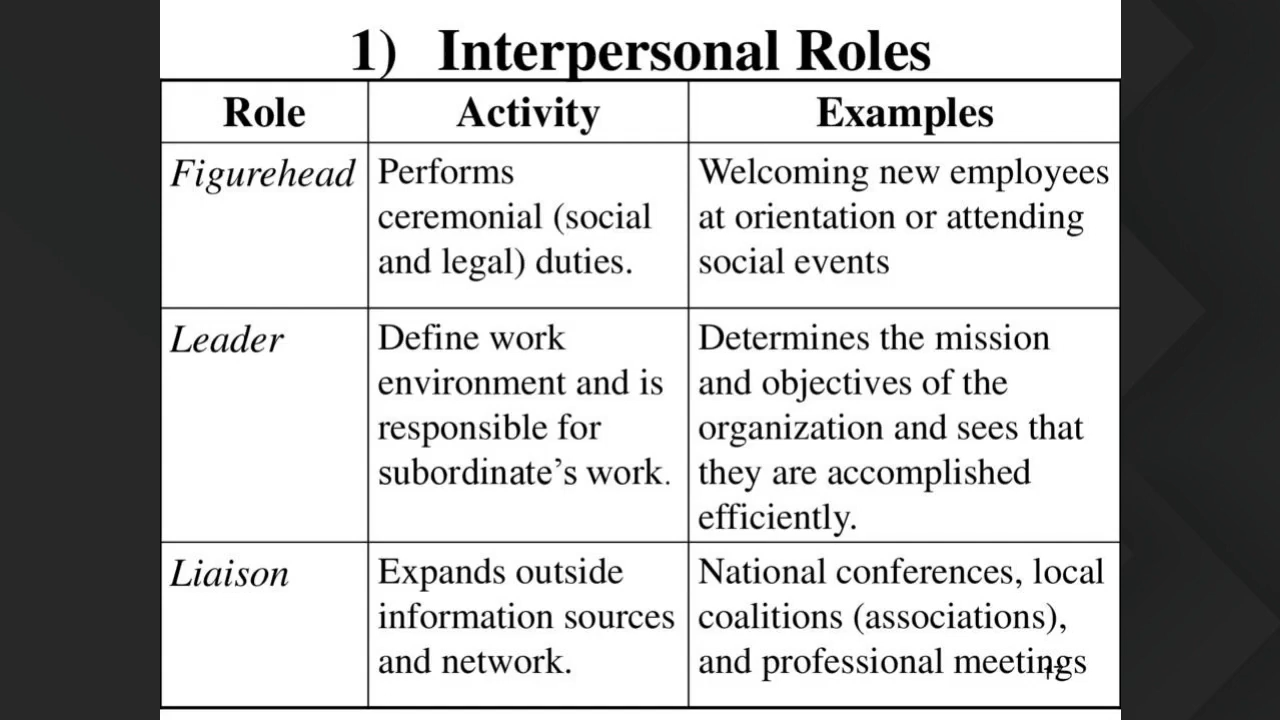 1) Interpersonal Roles
Role
Activity
Examples
Figurehead
Performs
ceremonial (social
and legal) duties.
Welcoming new employees
at orientation or attending
social events
Leader
Define work
environment and is
responsible for
subordinate’s work.
Determines the mission
and objectives of the
organization and sees that
they are accomplished
efficiently.
Liaison
Expands outside
information sources
and network.
National conferences, local
coalitions (associations),
and professional meetings